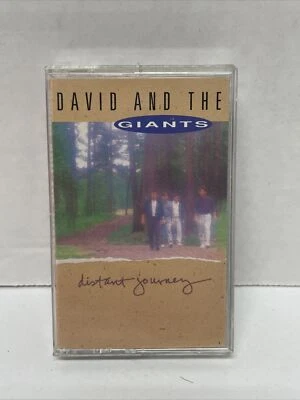 DAVID AND THE
GIANTS
distant journey